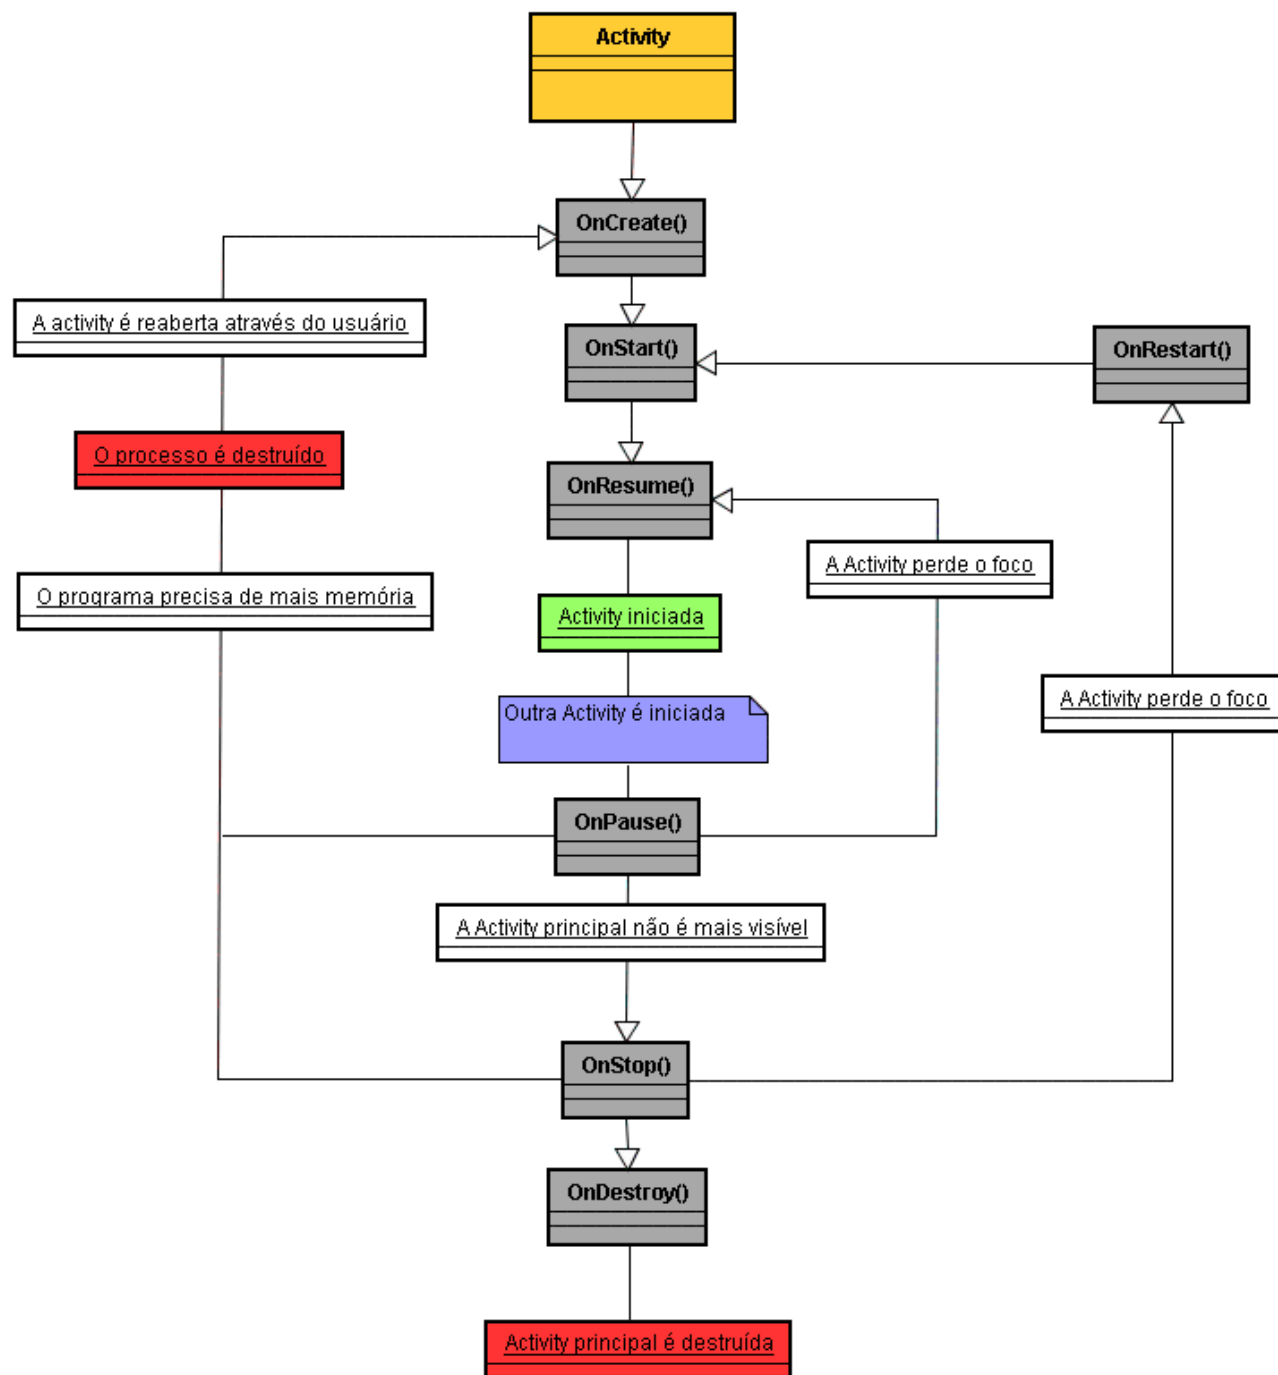 Activity
OnCreate()
A activity é reaberta através do usuário
OnStart()
OnRestart()
O processo é destruído
OnResume()
A Activity perde o foco
O programa precisa de mais memória
Activity iniciada
A Activity perde o foco
Outra Activity é iniciada
OnPause()
A Activity principal não é mais visível
OnStop()
OnDestroy()
Activity principal é destruída